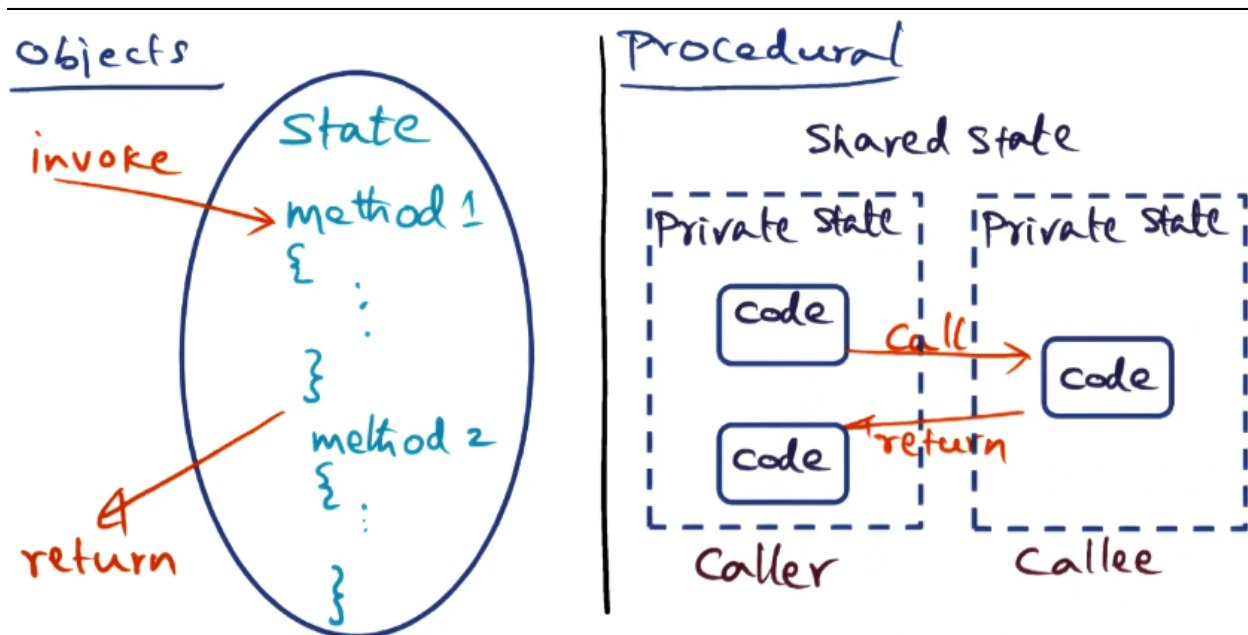 Objects
State
invoke
method 1
{
:
}
method 2
{
:
}
return
Procedural
Shared State
Private State
Private State
code
call
code
return
code
Caller
Callee